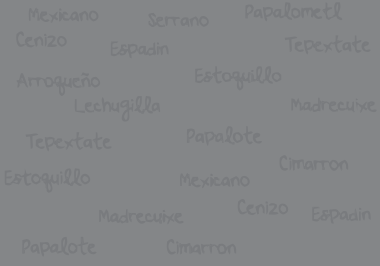 Mexicano Serrano Papalometl
Cenizo Espadin Tepextate
Arroqueño Estoquillo
Lechugilla Madrecuixe
Tepextate Papalote
Estoquillo Mexicano Cimarron
Madrecuixe Cenizo Espadin
Papalote Cimarron